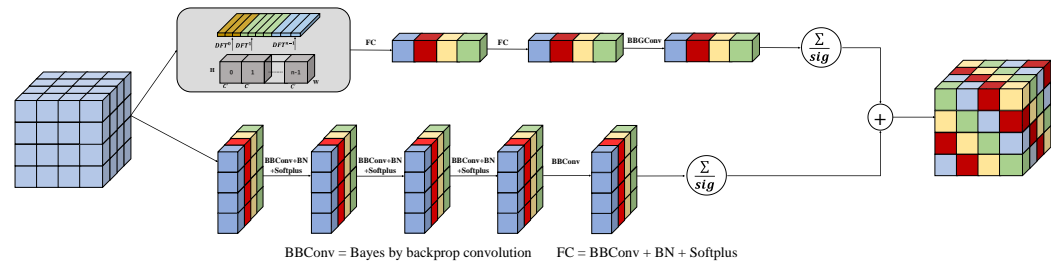 DFT⁰ DFT¹ DFTⁿ⁻¹
H 0 1 n-1 W
C' C' C'
FC
FC
BBGConv
Σ
sig
+
BBConv+BN
+Softplus
BBConv+BN
+Softplus
BBConv+BN
+Softplus
BBConv
Σ
sig
BBConv = Bayes by backprop convolution FC = BBConv + BN + Softplus